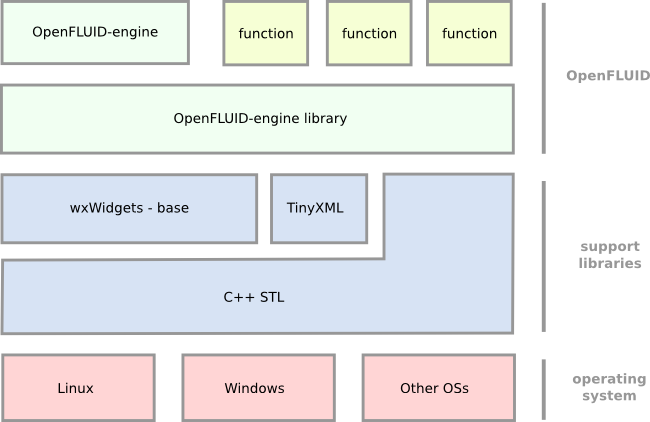 OpenFLUID-engine
function
function
function
OpenFLUID
OpenFLUID-engine library
wxWidgets - base
TinyXML
support
libraries
C++ STL
Linux
Windows
Other OSs
operating
system